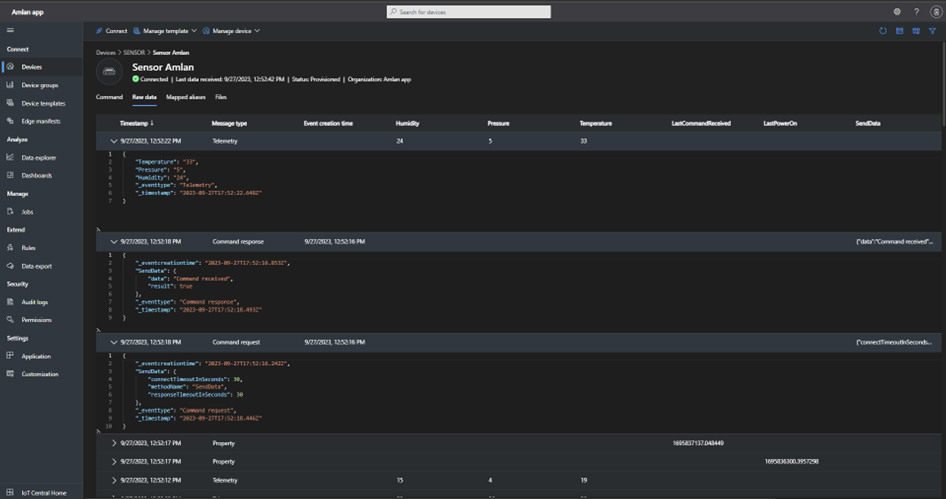 Amlan app
Search for devices
?
Connect
Devices
Device groups
Device templates
Edge manifests
Analyze
Data explorer
Dashboards
Manage
Jobs
Extend
Rules
Data export
Security
Audit logs
Permissions
Settings
Application
Customization
IoT Central Home
Connect Manage template Manage device
Devices > SENSOR > Sensor Amlan
Sensor Amlan
Connected | Last data received: 9/27/2023, 12:52:42 PM | Status: Provisioned | Organization: Amlan app
Command Raw data Mapped aliases Files
Timestamp ↓ Message type Event creation time Humidity Pressure Temperature LastCommandReceived LastPowerOn SendData
9/27/2023, 12:52:22 PM Telemetry 24 5 33
1 {
2 "Temperature": "33",
3 "Pressure": "5",
4 "Humidity": "24",
5 "_eventtype": "Telemetry",
6 "_timestamp": "2023-09-27T17:52:22.648Z"
7 }
9/27/2023, 12:52:18 PM Command response 9/27/2023, 12:52:16 PM {"data":"Command received"...
1 {
2 "_eventcreationtime": "2023-09-27T17:52:16.853Z",
3 "SendData": {
4 "data": "Command received",
5 "result": true
6 },
7 "_eventtype": "Command response",
8 "_timestamp": "2023-09-27T17:52:18.493Z"
9 }
9/27/2023, 12:52:18 PM Command request 9/27/2023, 12:52:16 PM {"connectTimeoutInSeconds...
1 {
2 "_eventcreationtime": "2023-09-27T17:52:16.242Z",
3 "SendData": {
4 "connectTimeoutInSeconds": 30,
5 "methodName": "SendData",
6 "responseTimeoutInSeconds": 30
7 },
8 "_eventtype": "Command request",
9 "_timestamp": "2023-09-27T17:52:18.446Z"
10 }
9/27/2023, 12:52:17 PM Property 1695837137.048449
9/27/2023, 12:52:17 PM Property 1695836300.3957298
9/27/2023, 12:52:17 PM Telemetry 15 4 19